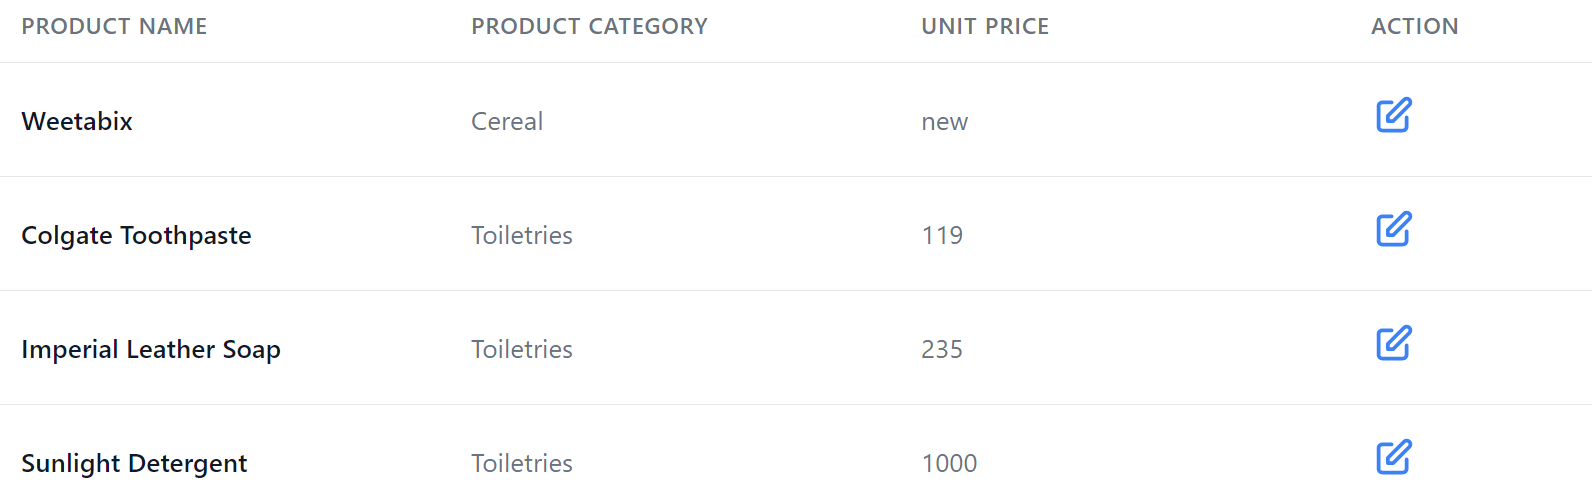 PRODUCT NAME PRODUCT CATEGORY UNIT PRICE ACTION
Weetabix Cereal new
Colgate Toothpaste Toiletries 119
Imperial Leather Soap Toiletries 235
Sunlight Detergent Toiletries 1000